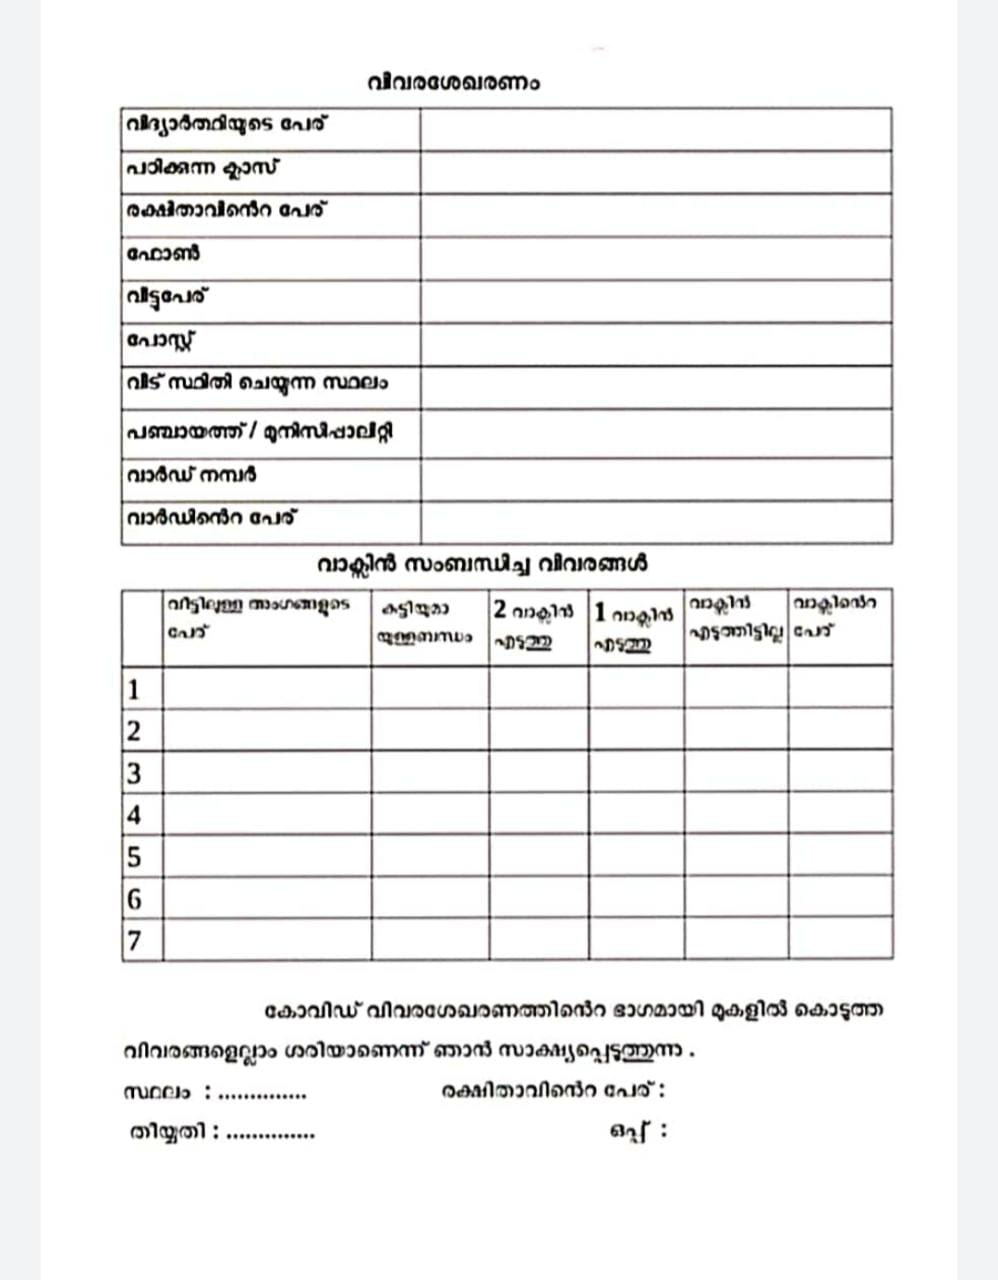 വിവരശേഖരണം
വിദ്യാർത്ഥിയുടെ പേര്
പഠിക്കുന്ന ക്ലാസ്
രക്ഷിതാവിൻെറ പേര്
ഫോൺ
വീട്ടുപേര്
പോസ്റ്റ്
വീട് സ്ഥിതി ചെയ്യുന്ന സ്ഥലം
പഞ്ചായത്ത് / മുനിസിപ്പാലിറ്റി
വാർഡ് നമ്പർ
വാർഡിൻെറ പേര്
വാക്സിൻ സംബന്ധിച്ച വിവരങ്ങൾ
വീട്ടിലുള്ള അംഗങ്ങളുടെ പേര്
കുട്ടിയുമാ യുള്ളബന്ധം
2 വാക്സിൻ എടുത്തു
1 വാക്സിൻ എടുത്തു
വാക്സിൻ എടുത്തിട്ടില്ല
വാക്സിൻെറ പേര്
1
2
3
4
5
6
7
കോവിഡ് വിവരശേഖരണത്തിൻെറ ഭാഗമായി മുകളിൽ കൊടുത്ത
വിവരങ്ങളെല്ലാം ശരിയാണെന്ന് ഞാൻ സാക്ഷ്യപ്പെടുത്തുന്നു .
സ്ഥലം : .............. രക്ഷിതാവിൻെറ പേര് :
തിയ്യതി : .............. ഒപ്പ് :